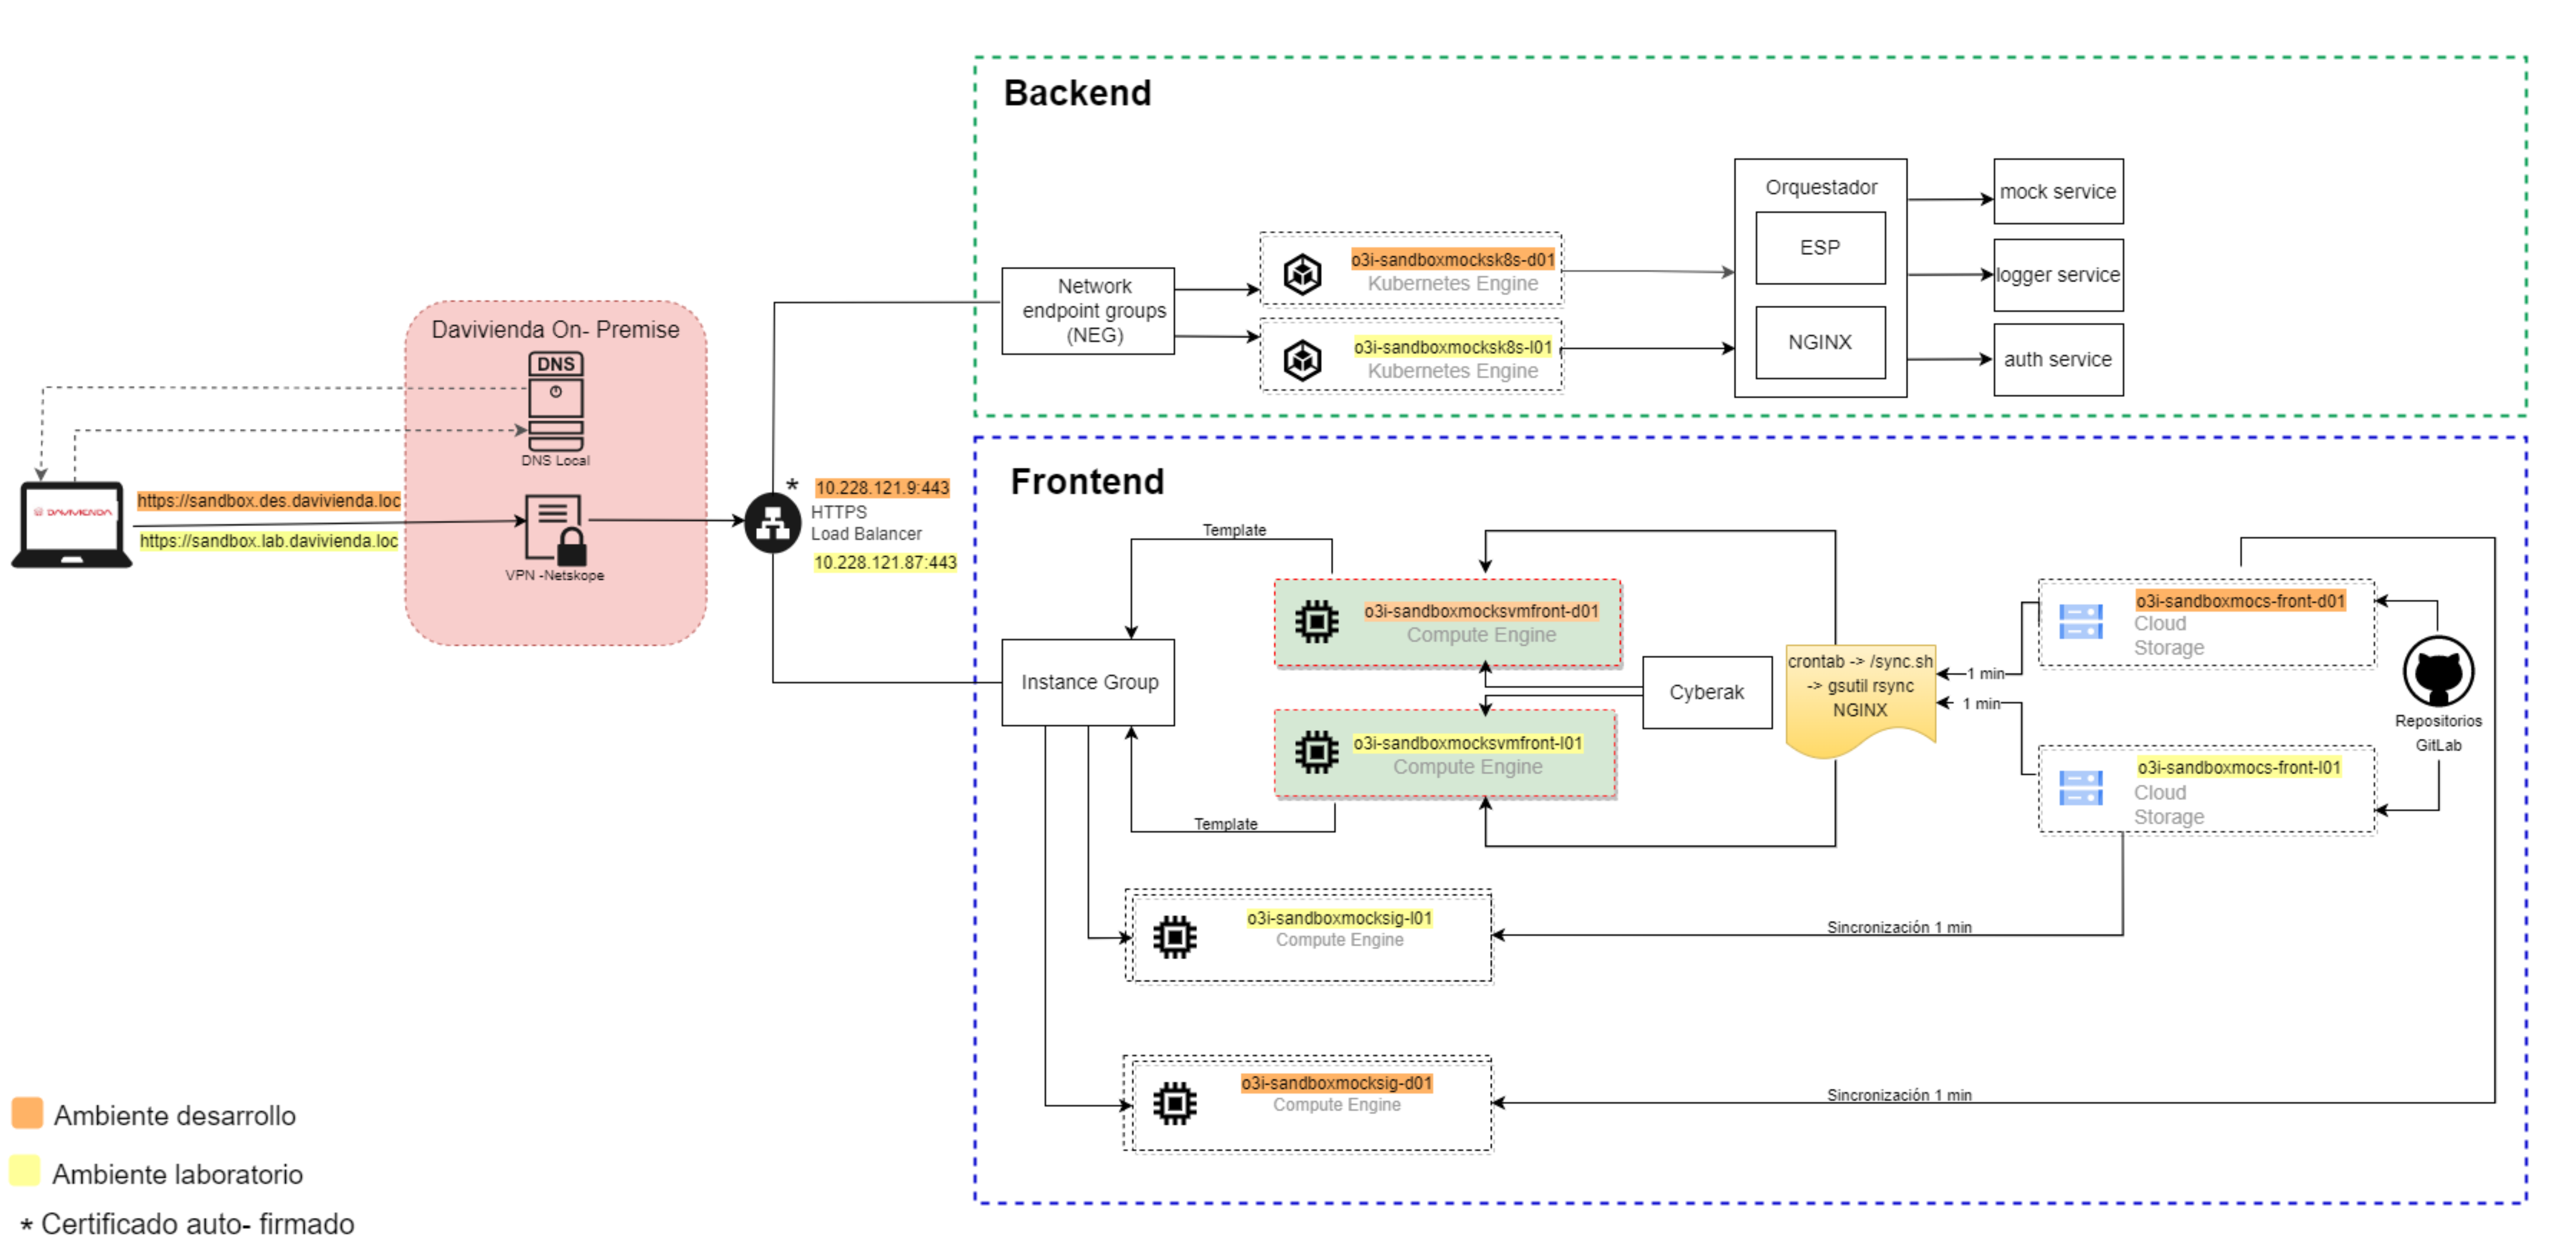 Backend
Orquestador
ESP
NGINX
mock service
logger service
auth service
o3i-sandboxmocksk8s-d01
Kubernetes Engine
o3i-sandboxmocksk8s-l01
Kubernetes Engine
Network
endpoint groups
(NEG)
Davivienda On- Premise
DNS
DNS Local
VPN -Netskope
DAVIVIENDA
https://sandbox.des.davivienda.loc
https://sandbox.lab.davivienda.loc
*
10.228.121.9:443
HTTPS
Load Balancer
10.228.121.87:443
Frontend
Template
Instance Group
o3i-sandboxmocksvmfront-d01
Compute Engine
o3i-sandboxmocksvmfront-l01
Compute Engine
Template
Cyberak
crontab -> /sync.sh
-> gsutil rsync
NGINX
1 min
1 min
o3i-sandboxmocs-front-d01
Cloud
Storage
o3i-sandboxmocs-front-l01
Cloud
Storage
Repositorios
GitLab
o3i-sandboxmocksig-l01
Compute Engine
Sincronización 1 min
o3i-sandboxmocksig-d01
Compute Engine
Sincronización 1 min
Ambiente desarrollo
Ambiente laboratorio
* Certificado auto- firmado